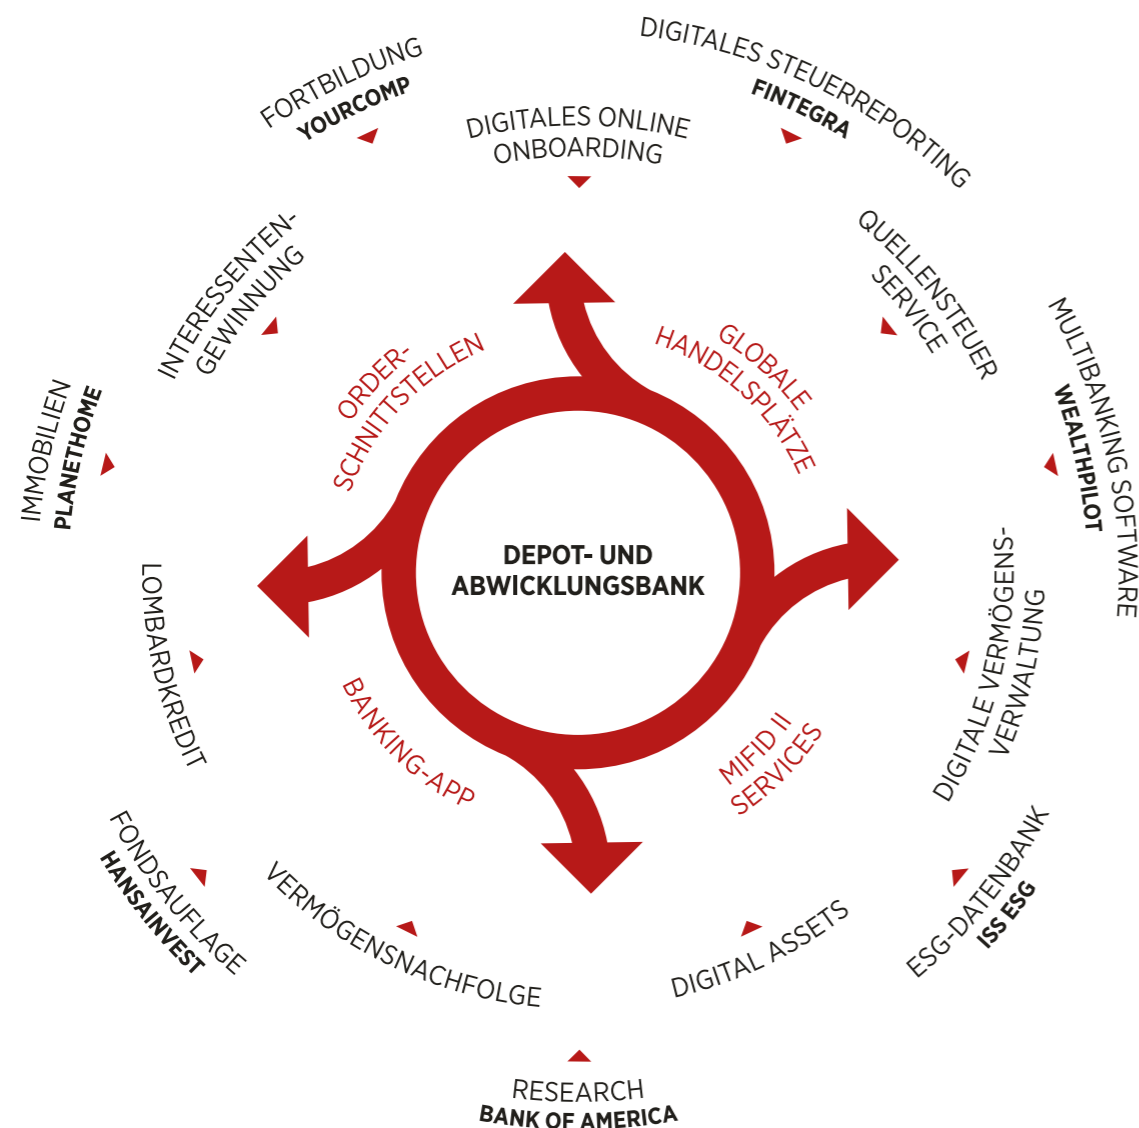 DEPOT- UND
ABWICKLUNGSBANK
ORDER-
SCHNITTSTELLEN
GLOBALE
HANDELSPLÄTZE
MIFID II
SERVICES
BANKING-APP
DIGITALES ONLINE
ONBOARDING
QUELLENSTEUER
SERVICE
DIGITALE VERMÖGENS-
VERWALTUNG
DIGITAL ASSETS
VERMÖGENSNACHFOLGE
LOMBARDKREDIT
INTERESSENTEN-
GEWINNUNG
FORTBILDUNG
YOURCOMP
DIGITALES STEUERREPORTING
FINTEGRA
MULTIBANKING SOFTWARE
WEALTHPILOT
ESG-DATENBANK
ISS ESG
RESEARCH
BANK OF AMERICA
FONDSAUFLAGE
HANSAINVEST
IMMOBILIEN
PLANETHOME